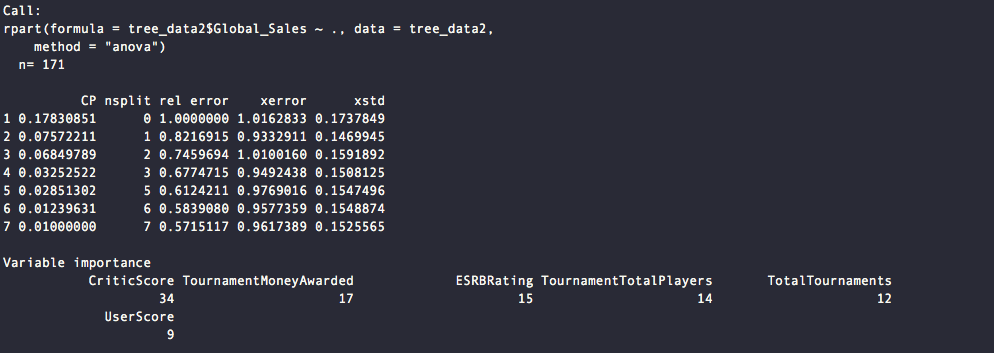 Call:
rpart(formula = tree_data2$Global_Sales ~ ., data = tree_data2,
    method = "anova")
  n= 171

          CP nsplit rel error    xerror      xstd
1 0.17830851      0 1.0000000 1.0162833 0.1737849
2 0.07572211      1 0.8216915 0.9332911 0.1469945
3 0.06849789      2 0.7459694 1.0100160 0.1591892
4 0.03252522      3 0.6774715 0.9492438 0.1508125
5 0.02851302      5 0.6124211 0.9769016 0.1547496
6 0.01239631      6 0.5839080 0.9577359 0.1548874
7 0.01000000      7 0.5715117 0.9617389 0.1525565

Variable importance
           CriticScore TournamentMoneyAwarded             ESRBRating TournamentTotalPlayers       TotalTournaments
                    34                     17                     15                     14                     12
             UserScore
                     9